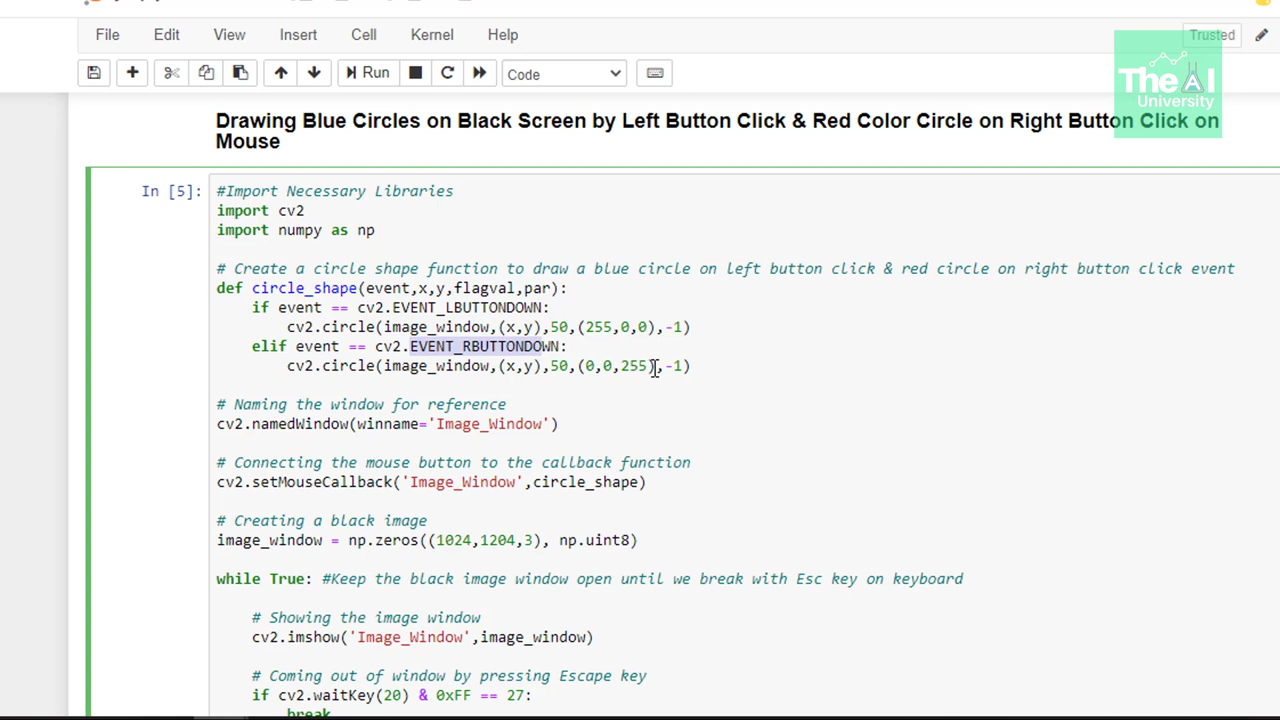 File Edit View Insert Cell Kernel Help Trusted
Run Code
The AI
University
Drawing Blue Circles on Black Screen by Left Button Click & Red Color Circle on Right Button Click on
Mouse
In [5]: #Import Necessary Libraries
import cv2
import numpy as np
# Create a circle shape function to draw a blue circle on left button click & red circle on right button click event
def circle_shape(event,x,y,flagval,par):
if event == cv2.EVENT_LBUTTONDOWN:
cv2.circle(image_window,(x,y),50,(255,0,0),-1)
elif event == cv2.EVENT_RBUTTONDOWN:
cv2.circle(image_window,(x,y),50,(0,0,255),-1)
# Naming the window for reference
cv2.namedWindow(winname='Image_Window')
# Connecting the mouse button to the callback function
cv2.setMouseCallback('Image_Window',circle_shape)
# Creating a black image
image_window = np.zeros((1024,1204,3), np.uint8)
while True: #Keep the black image window open until we break with Esc key on keyboard
# Showing the image window
cv2.imshow('Image_Window',image_window)
# Coming out of window by pressing Escape key
if cv2.waitKey(20) & 0xFF == 27:
break